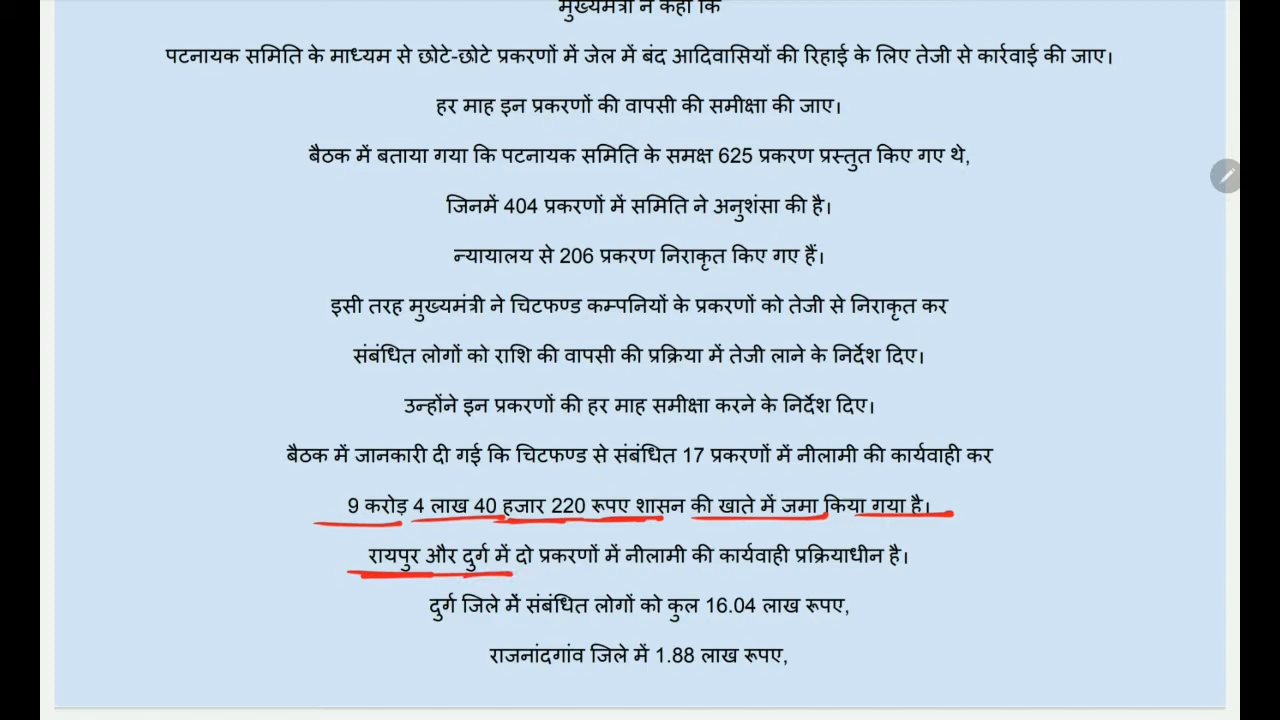 मुख्यमंत्री ने कहा कि
पटनायक समिति के माध्यम से छोटे-छोटे प्रकरणों में जेल में बंद आदिवासियों की रिहाई के लिए तेजी से कार्रवाई की जाए।
हर माह इन प्रकरणों की वापसी की समीक्षा की जाए।
बैठक में बताया गया कि पटनायक समिति के समक्ष 625 प्रकरण प्रस्तुत किए गए थे,
जिनमें 404 प्रकरणों में समिति ने अनुशंसा की है।
न्यायालय से 206 प्रकरण निराकृत किए गए हैं।
इसी तरह मुख्यमंत्री ने चिटफण्ड कम्पनियों के प्रकरणों को तेजी से निराकृत कर
संबंधित लोगों को राशि की वापसी की प्रक्रिया में तेजी लाने के निर्देश दिए।
उन्होंने इन प्रकरणों की हर माह समीक्षा करने के निर्देश दिए।
बैठक में जानकारी दी गई कि चिटफण्ड से संबंधित 17 प्रकरणों में नीलामी की कार्यवाही कर
9 करोड़ 4 लाख 40 हजार 220 रूपए शासन की खाते में जमा किया गया है।
रायपुर और दुर्ग में दो प्रकरणों में नीलामी की कार्यवाही प्रक्रियाधीन है।
दुर्ग जिले में संबंधित लोगों को कुल 16.04 लाख रूपए,
राजनांदगांव जिले में 1.88 लाख रूपए,